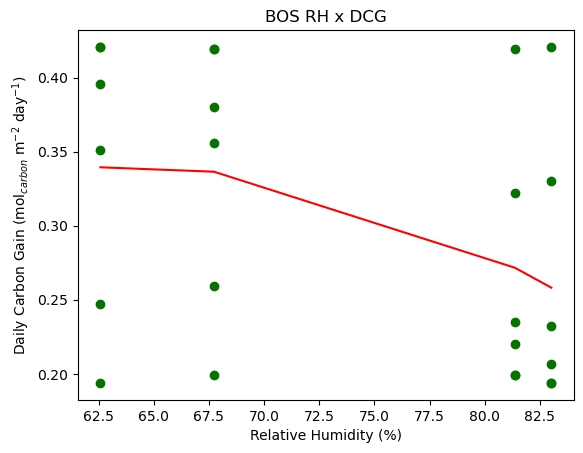 BOS RH x DCG
Daily Carbon Gain (mol_carbon m⁻² day⁻¹)
0.40
0.35
0.30
0.25
0.20
62.5 65.0 67.5 70.0 72.5 75.0 77.5 80.0 82.5
Relative Humidity (%)